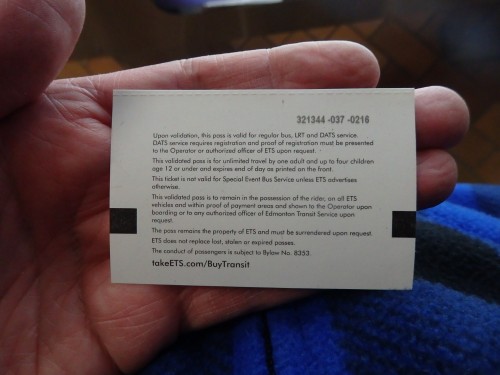 321344 -037 -0216
Upon validation, this pass is valid for regular bus, LRT and DATS service.
DATS service requires registration and proof of registration must be presented
to the Operator or authorized officer of ETS upon request.
This validated pass is for unlimited travel by one adult and up to four children
age 12 or under and expires end of day as printed on the front.
This ticket is not valid for Special Event Bus Service unless ETS advertises
otherwise.
This validated pass is to remain in the possession of the rider, on all ETS
vehicles and within proof of payment areas and shown to the Operator upon
boarding or to any authorized officer of Edmonton Transit Service upon
request.
The pass remains the property of ETS and must be surrendered upon request.
ETS does not replace lost, stolen or expired passes.
The conduct of passengers is subject to Bylaw No. 8353.
takeETS.com/BuyTransit